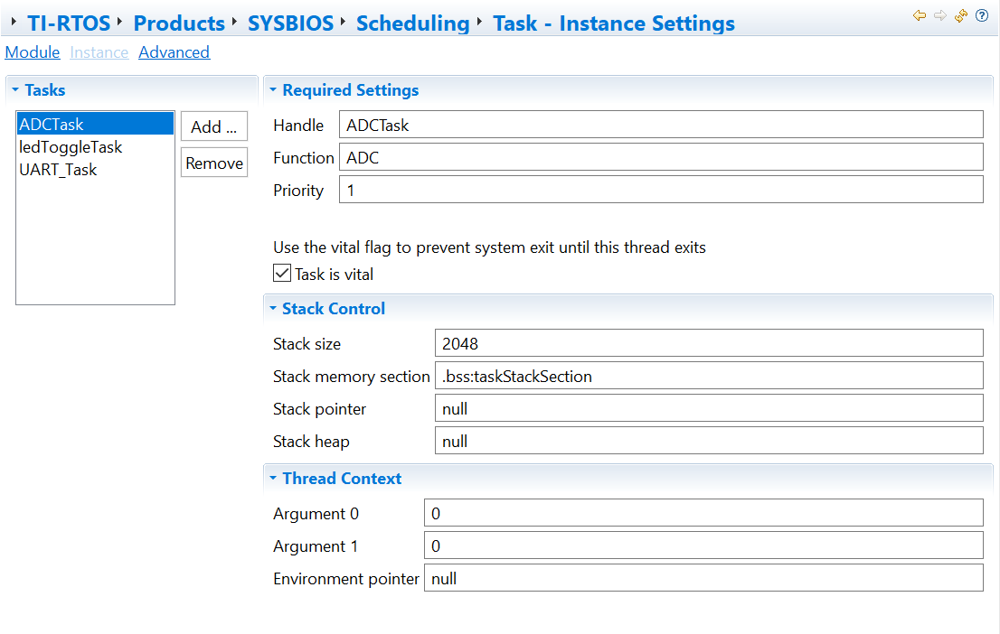 TI-RTOS Products SYSBIOS Scheduling Task - Instance Settings
Module Instance Advanced
Tasks
ADCTask
ledToggleTask
UART_Task
Add ...
Remove
Required Settings
Handle ADCTask
Function ADC
Priority 1
Use the vital flag to prevent system exit until this thread exits
Task is vital
Stack Control
Stack size 2048
Stack memory section .bss:taskStackSection
Stack pointer null
Stack heap null
Thread Context
Argument 0 0
Argument 1 0
Environment pointer null